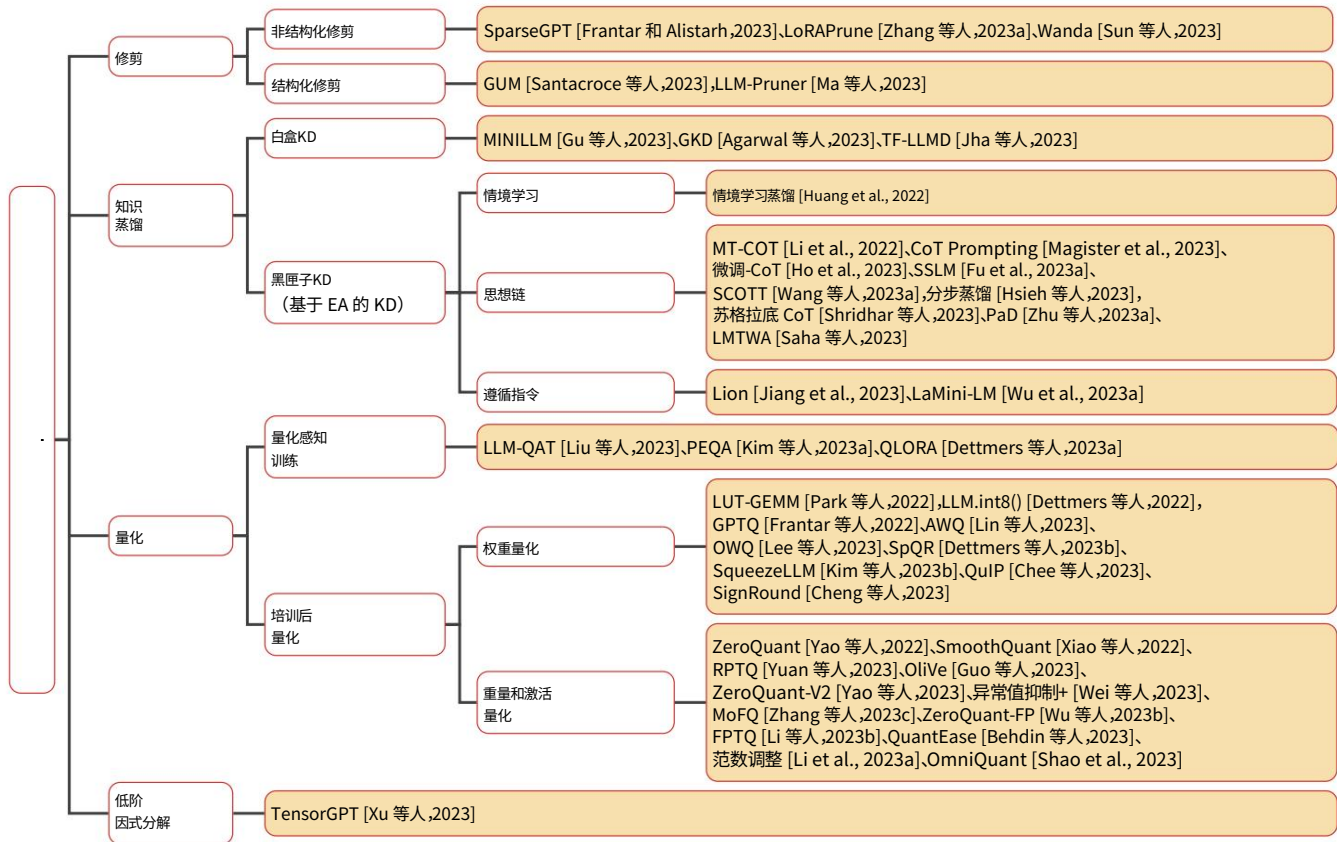 修剪
非结构化修剪
SparseGPT [Frantar 和 Alistarh,2023]、LoRAPrune [Zhang 等人,2023a]、Wanda [Sun 等人,2023]
结构化修剪
GUM [Santacroce 等人,2023],LLM-Pruner [Ma 等人,2023]
知识
蒸馏
白盒KD
MINILLM [Gu 等人,2023]、GKD [Agarwal 等人,2023]、TF-LLMD [Jha 等人,2023]
黑匣子KD
（基于 EA 的 KD）
情境学习
情境学习蒸馏 [Huang et al., 2022]
思想链
MT-COT [Li et al., 2022]、CoT Prompting [Magister et al., 2023]、
微调-CoT [Ho et al., 2023]、SSLM [Fu et al., 2023a]、
SCOTT [Wang 等人,2023a],分步蒸馏 [Hsieh 等人,2023]，
苏格拉底 CoT [Shridhar 等人,2023]、PaD [Zhu 等人,2023a]、
LMTWA [Saha 等人,2023]
遵循指令
Lion [Jiang et al., 2023]、LaMini-LM [Wu et al., 2023a]
量化
量化感知
训练
LLM-QAT [Liu 等人,2023]、PEQA [Kim 等人,2023a]、QLORA [Dettmers 等人,2023a]
培训后
量化
权重量化
LUT-GEMM [Park 等人,2022],LLM.int8() [Dettmers 等人,2022]，
GPTQ [Frantar 等人,2022]、AWQ [Lin 等人,2023]、
OWQ [Lee 等人,2023]、SpQR [Dettmers 等人,2023b]、
SqueezeLLM [Kim 等人,2023b]、QuIP [Chee 等人,2023]、
SignRound [Cheng 等人,2023]
重量和激活
量化
ZeroQuant [Yao 等人,2022]、SmoothQuant [Xiao 等人,2022]、
RPTQ [Yuan 等人,2023]、OliVe [Guo 等人,2023]、
ZeroQuant-V2 [Yao 等人,2023]、异常值抑制+ [Wei 等人,2023]、
MoFQ [Zhang 等人,2023c]、ZeroQuant-FP [Wu 等人,2023b]、
FPTQ [Li 等人,2023b]、QuantEase [Behdin 等人,2023]、
范数调整 [Li et al., 2023a]、OmniQuant [Shao et al., 2023]
低阶
因式分解
TensorGPT [Xu 等人,2023]